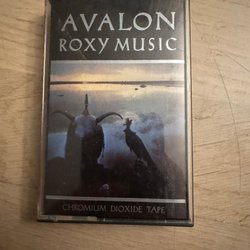 AVALON
ROXY MUSIC
CHROMIUM DIOXIDE TAPE